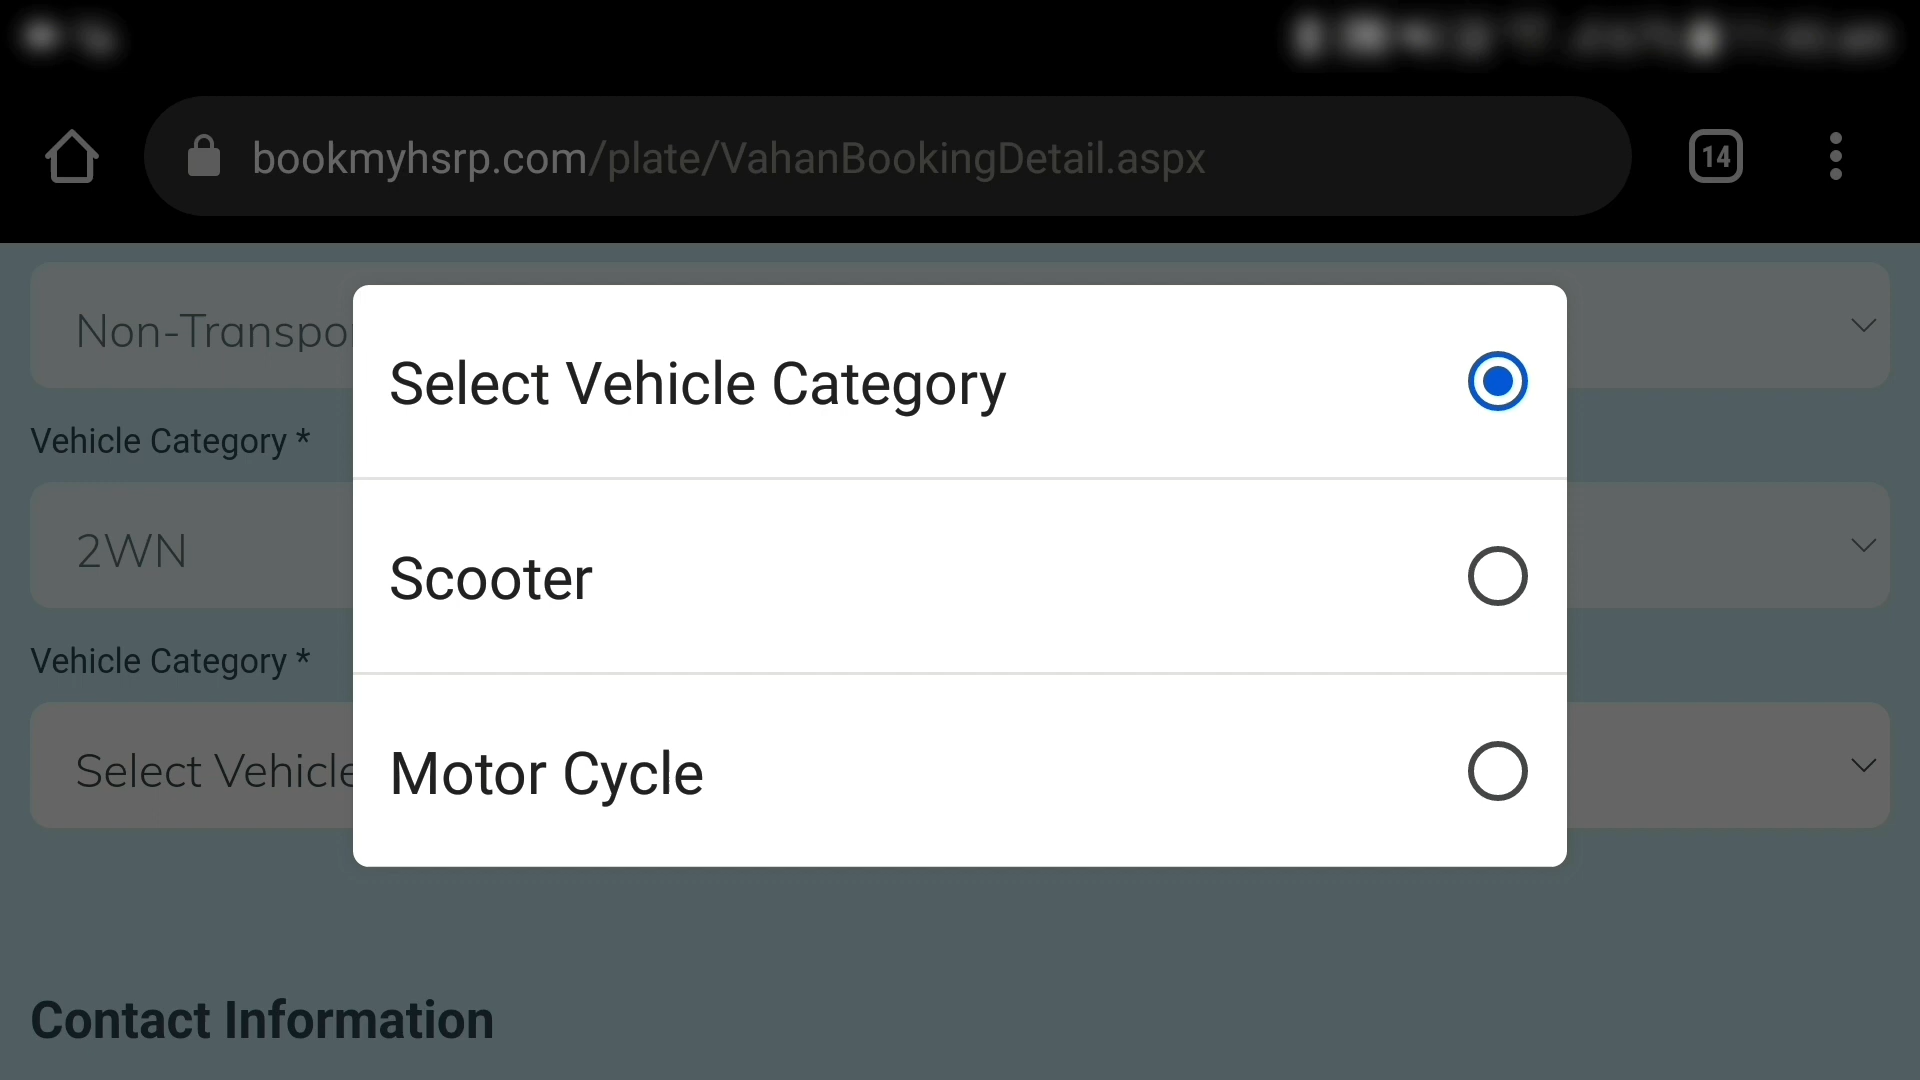 bookmyhsrp.com/plate/VahanBookingDetail.aspx
14
Non-Transpo
Vehicle Category *
2WN
Vehicle Category *
Select Vehicle
Select Vehicle Category
Scooter
Motor Cycle
Contact Information